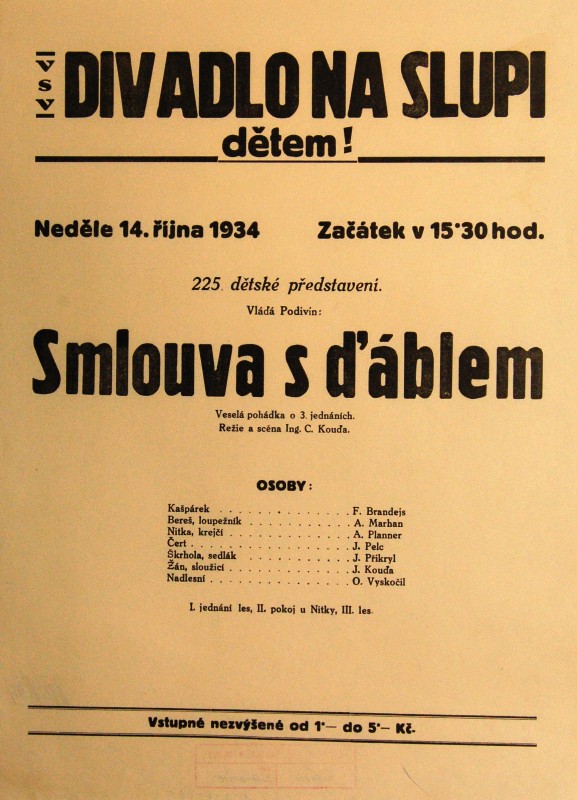 VSV DIVADLO NA SLUPI
dětem!
Neděle 14. října 1934 Začátek v 15·30 hod.
225. dětské představení.
Vláďa Podivín:
Smlouva s ďáblem
Veselá pohádka o 3. jednáních.
Režie a scéna Ing. C. Kouďa.
OSOBY:
Kašpárek . . . . . . . . . . . . F. Brandejs
Bereš, loupežník . . . . . . . . . . . A. Marhan
Nitka, krejčí . . . . . . . . . . . . A. Planner
Čert . . . . . . . . . . . . . . J. Pelc
Škrhola, sedlák . . . . . . . . . . . J. Přikryl
Žán, sloužící . . . . . . . . . . . . J. Kouďa
Nadlesní . . . . . . . . . . . . . O. Vyskočil
I. jednání les, II. pokoj u Nitky, III. les.
Vstupné nezvýšené od 1·— do 5·— Kč.